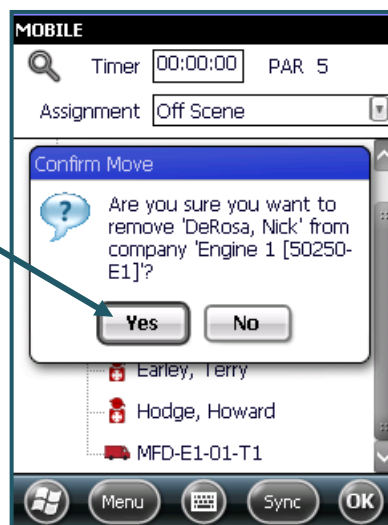 MOBILE
Timer 00:00:00 PAR 5
Assignment Off Scene
Confirm Move
Are you sure you want to
remove 'DeRosa, Nick' from
company 'Engine 1 [50250-
E1]'?
Yes No
Earley, Terry
Hodge, Howard
MFD-E1-01-T1
Menu Sync OK